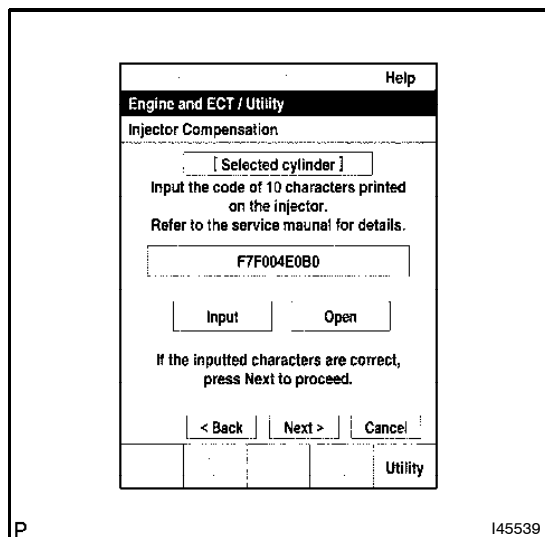 Help
Engine and ECT / Utility
Injector Compensation
[ Selected cylinder ]
Input the code of 10 characters printed
on the injector.
Refer to the service maunal for details.
F7F004E0B0
Input Open
If the inputted characters are correct,
press Next to proceed.
< Back Next > Cancel
Utility
P I45539